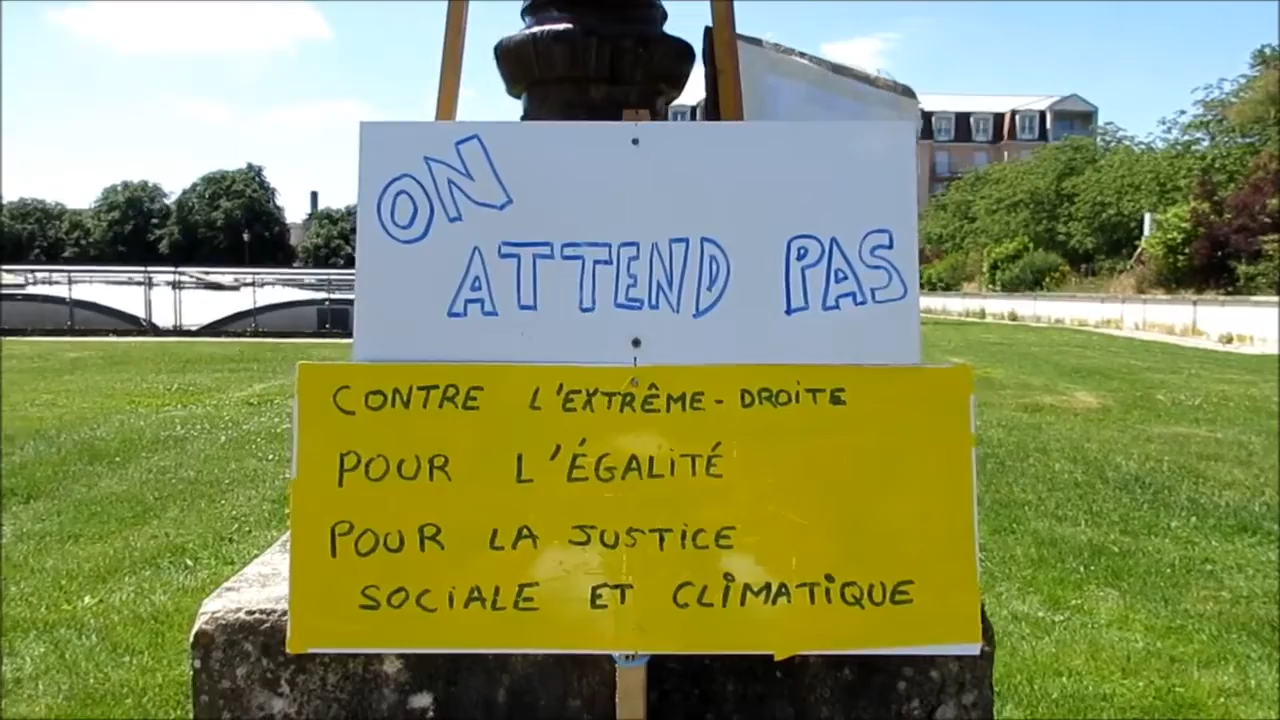 ON
ATTEND PAS
CONTRE L'EXTRÊME-DROITE
POUR L'ÉGALITÉ
POUR LA JUSTICE
SOCIALE ET CLIMATIQUE